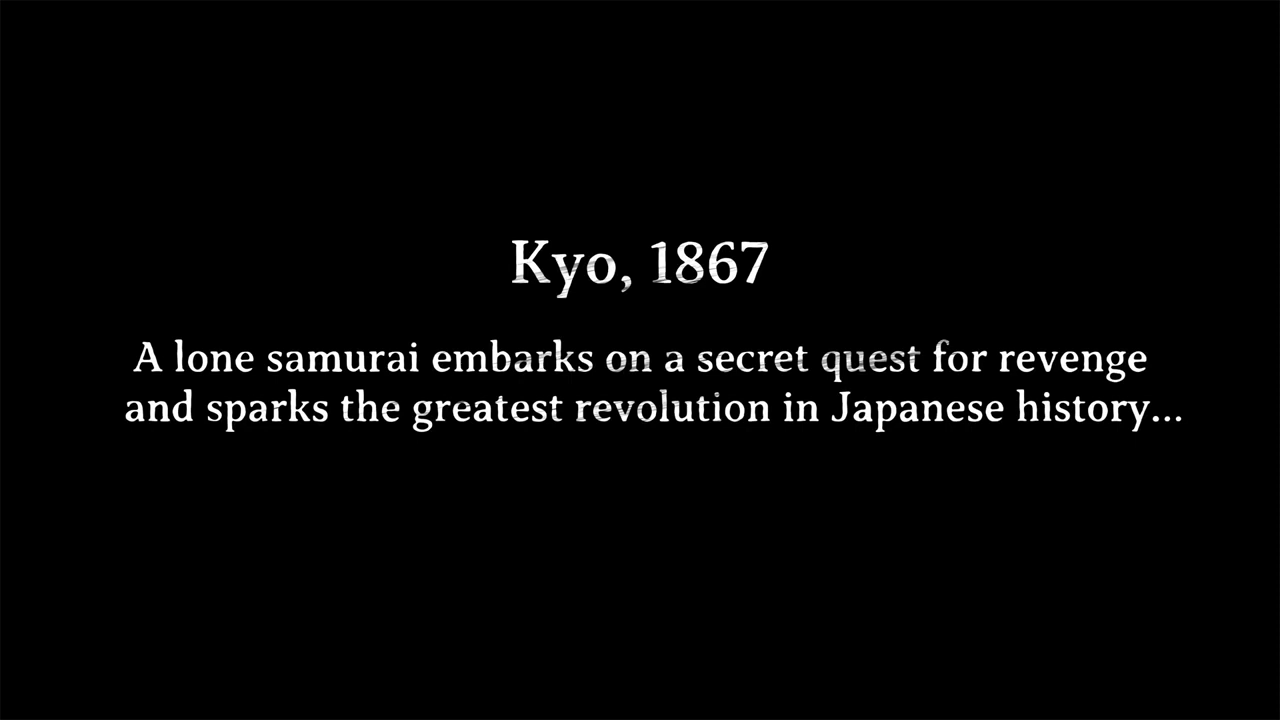 Kyo, 1867
A lone samurai embarks on a secret quest for revenge
and sparks the greatest revolution in Japanese history...